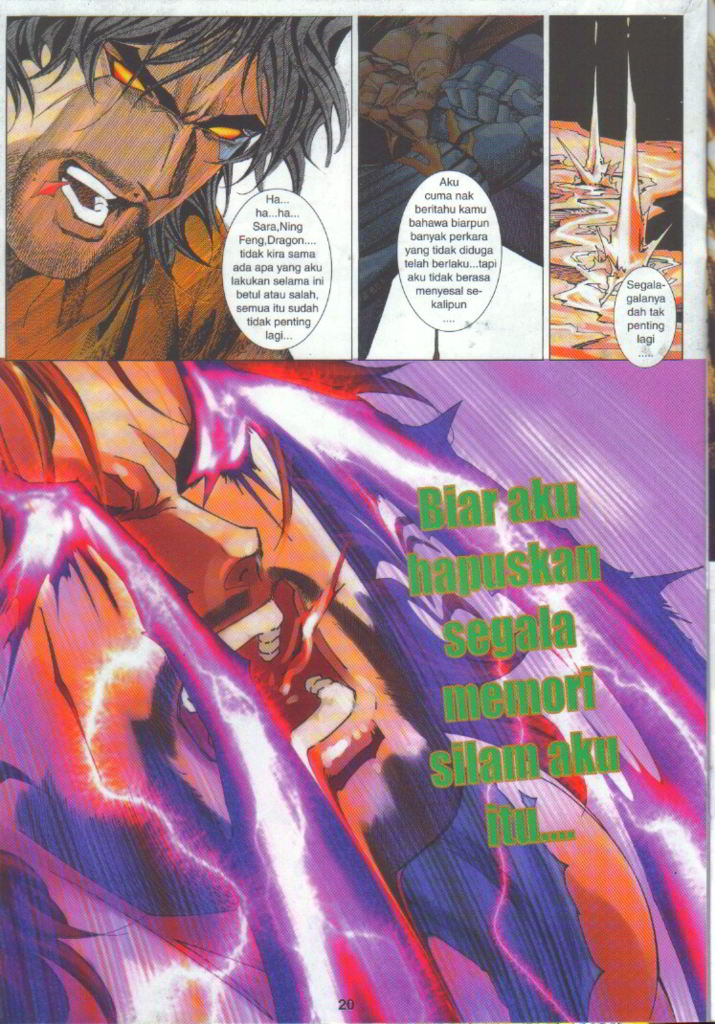 Ha...
ha...ha...
Sara,Ning
Feng,Dragon....
tidak kira sama
ada apa yang aku
lakukan selama ini
betul atau salah,
semua itu sudah
tidak penting
lagi...
Aku
cuma nak
beritahu kamu
bahawa biarpun
banyak perkara
yang tidak diduga
telah berlaku...tapi
aku tidak berasa
menyesal se-
kalipun
....
Segala-
galanya
dah tak
penting
lagi
.....
Biar aku
hapuskan
segala
memori
silam aku
itu....
20